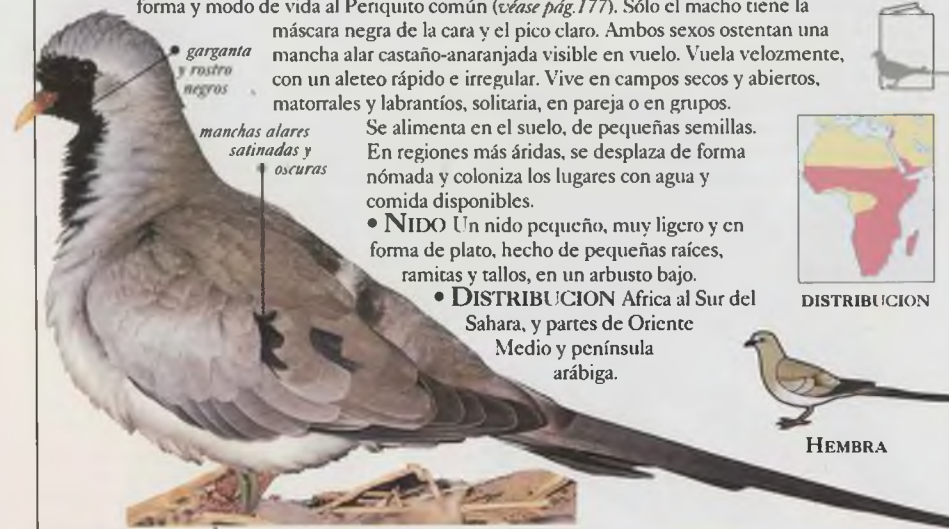 forma y modo de vida al Periquito común (véase pág.177). Sólo el macho tiene la
máscara negra de la cara y el pico claro. Ambos sexos ostentan una
mancha alar castaño-anaranjada visible en vuelo. Vuela velozmente,
con un aleteo rápido e irregular. Vive en campos secos y abiertos,
matorrales y labrantíos, solitaria, en pareja o en grupos.
Se alimenta en el suelo, de pequeñas semillas.
En regiones más áridas, se desplaza de forma
nómada y coloniza los lugares con agua y
comida disponibles.
• NIDO Un nido pequeño, muy ligero y en
forma de plato, hecho de pequeñas raíces,
ramitas y tallos, en un arbusto bajo.
• DISTRIBUCION Africa al Sur del
Sahara, y partes de Oriente
Medio y península
arábiga.
garganta
y rostro
negros
manchas alares
satinadas y
oscuras
DISTRIBUCION
HEMBRA